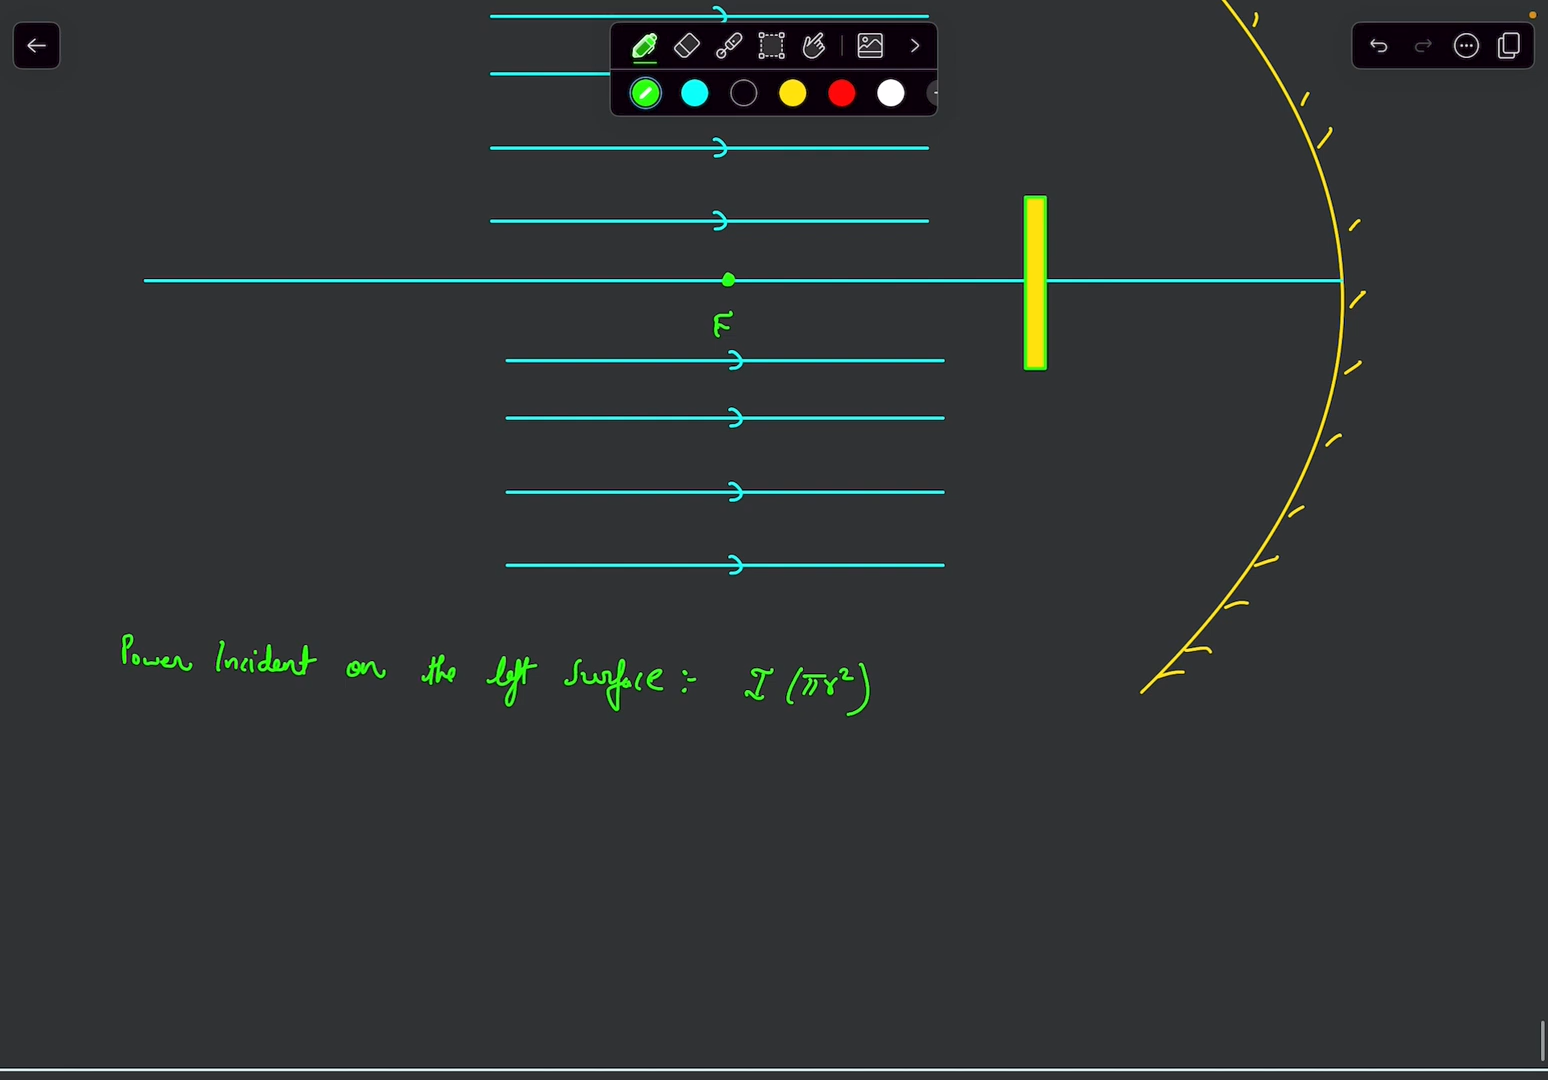 F
Power Incident on the left Surface :- I (πr²)